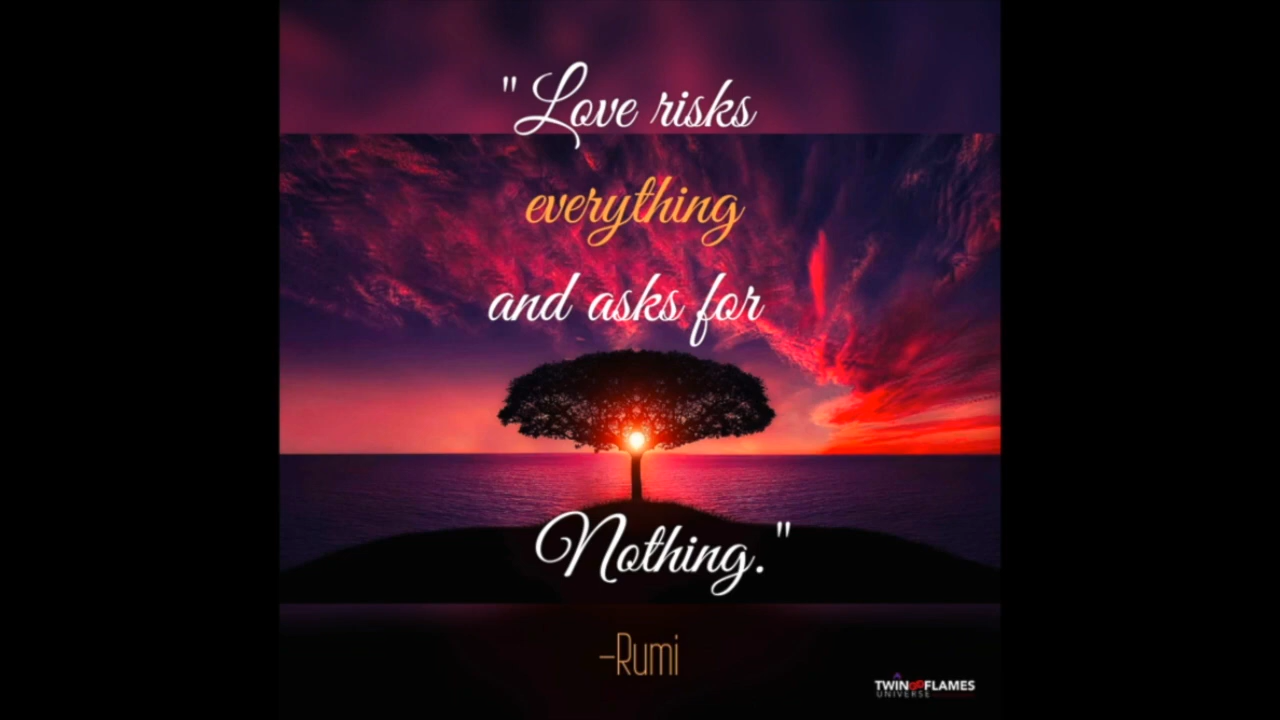 "Love risks
everything
and asks for
Nothing."
–Rumi
TWIN FLAMES
UNIVERSE